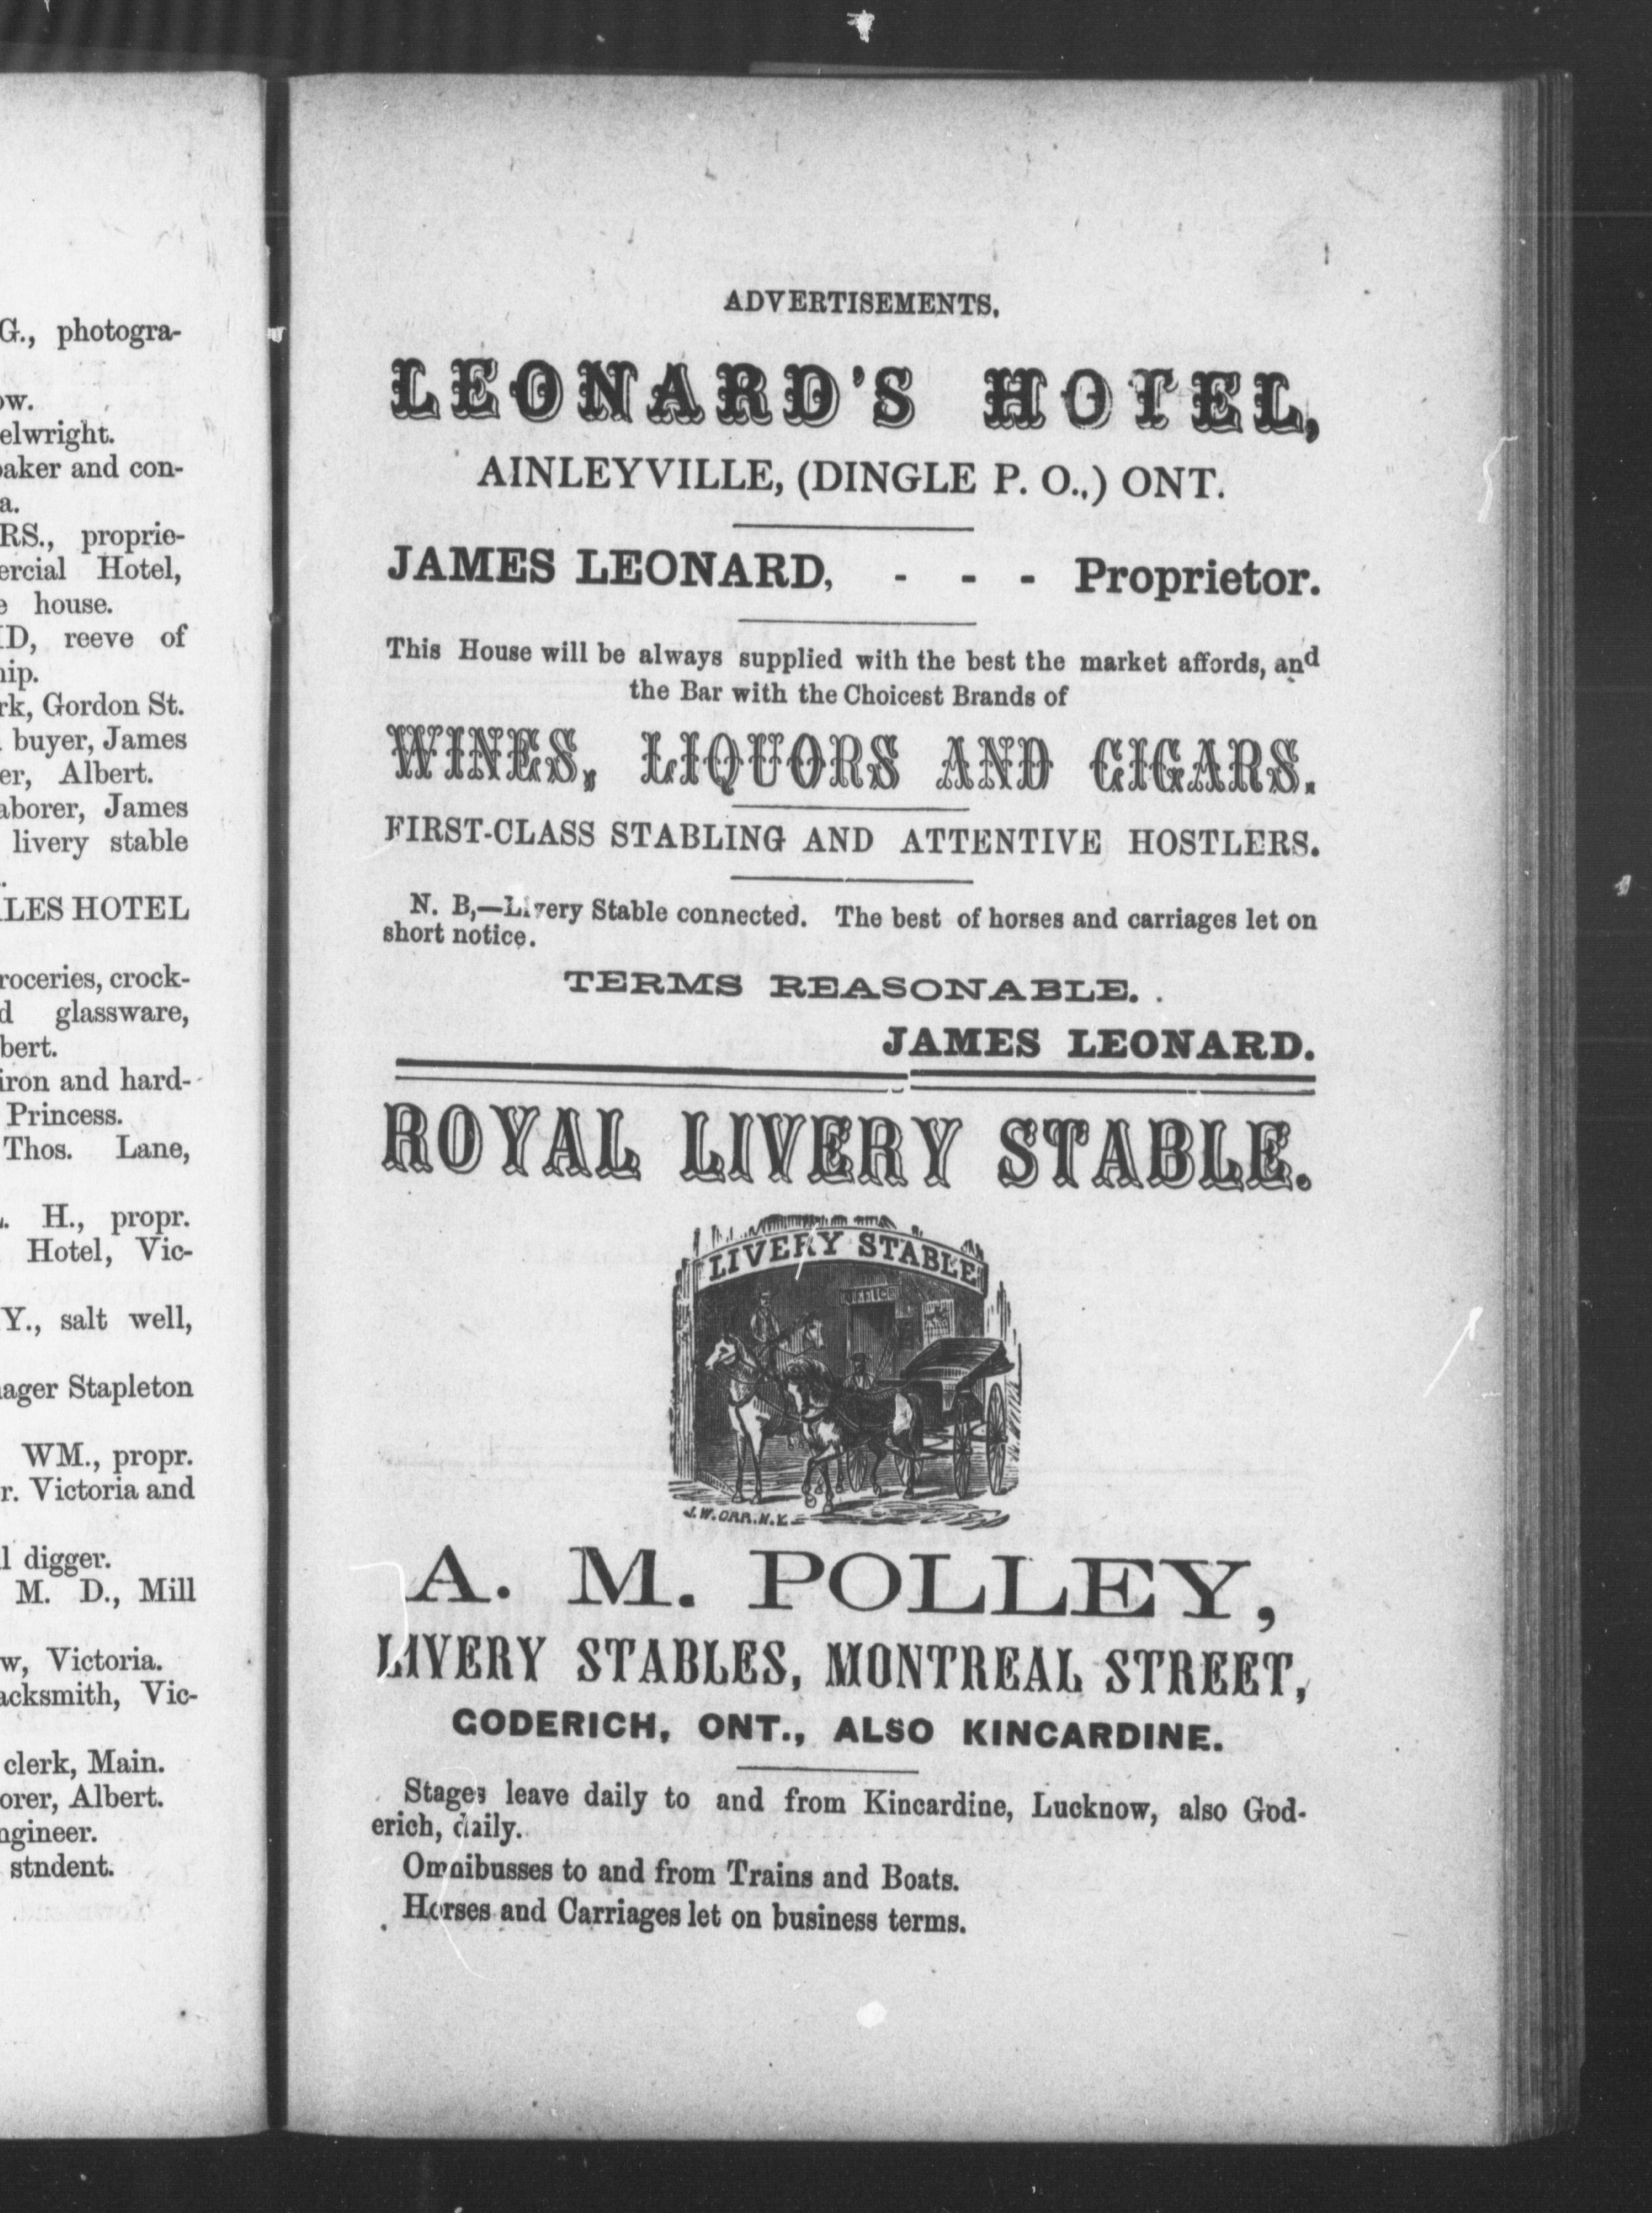 G., photogra-
ow.
elwright.
baker and con-
a.
RS., proprie-
ercial Hotel,
e house.
ID, reeve of
hip.
rk, Gordon St.
buyer, James
er, Albert.
aborer, James
livery stable
LES HOTEL
roceries, crock-
d glassware,
bert.
iron and hard-
Princess.
Thos. Lane,
H., propr.
Hotel, Vic-
Y., salt well,
ager Stapleton
WM., propr.
r. Victoria and
l digger.
M. D., Mill
w, Victoria.
acksmith, Vic-
clerk, Main.
orer, Albert.
ngineer.
stndent.
ADVERTISEMENTS.
LEONARD'S HOTEL,
AINLEYVILLE, (DINGLE P. O.,) ONT.
JAMES LEONARD, - - - Proprietor.
This House will be always supplied with the best the market affords, and
the Bar with the Choicest Brands of
WINES, LIQUORS AND CIGARS.
FIRST-CLASS STABLING AND ATTENTIVE HOSTLERS.
N. B,—Livery Stable connected. The best of horses and carriages let on
short notice.
TERMS REASONABLE. .
JAMES LEONARD.
ROYAL LIVERY STABLE.
LIVERY STABLE
OFFICE
J.W.ORR.N.Y.
A. M. POLLEY,
LIVERY STABLES, MONTREAL STREET,
GODERICH, ONT., ALSO KINCARDINE.
Stages leave daily to and from Kincardine, Lucknow, also God-
erich, daily.
Omnibusses to and from Trains and Boats.
Horses and Carriages let on business terms.